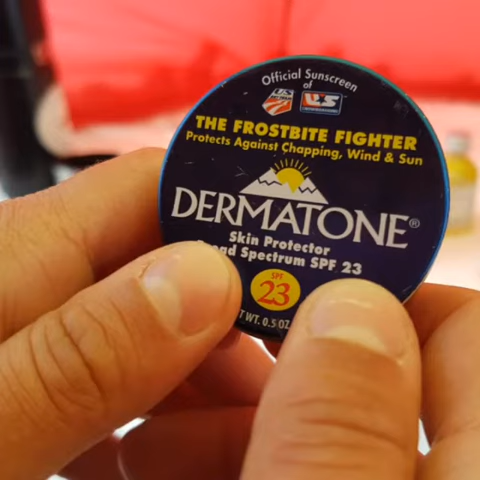 Official Sunscreen
of
THE FROSTBITE FIGHTER
Protects Against Chapping, Wind & Sun
DERMATONE®
Skin Protector
Spectrum SPF 23
SPF
23
WT. 0.5 OZ